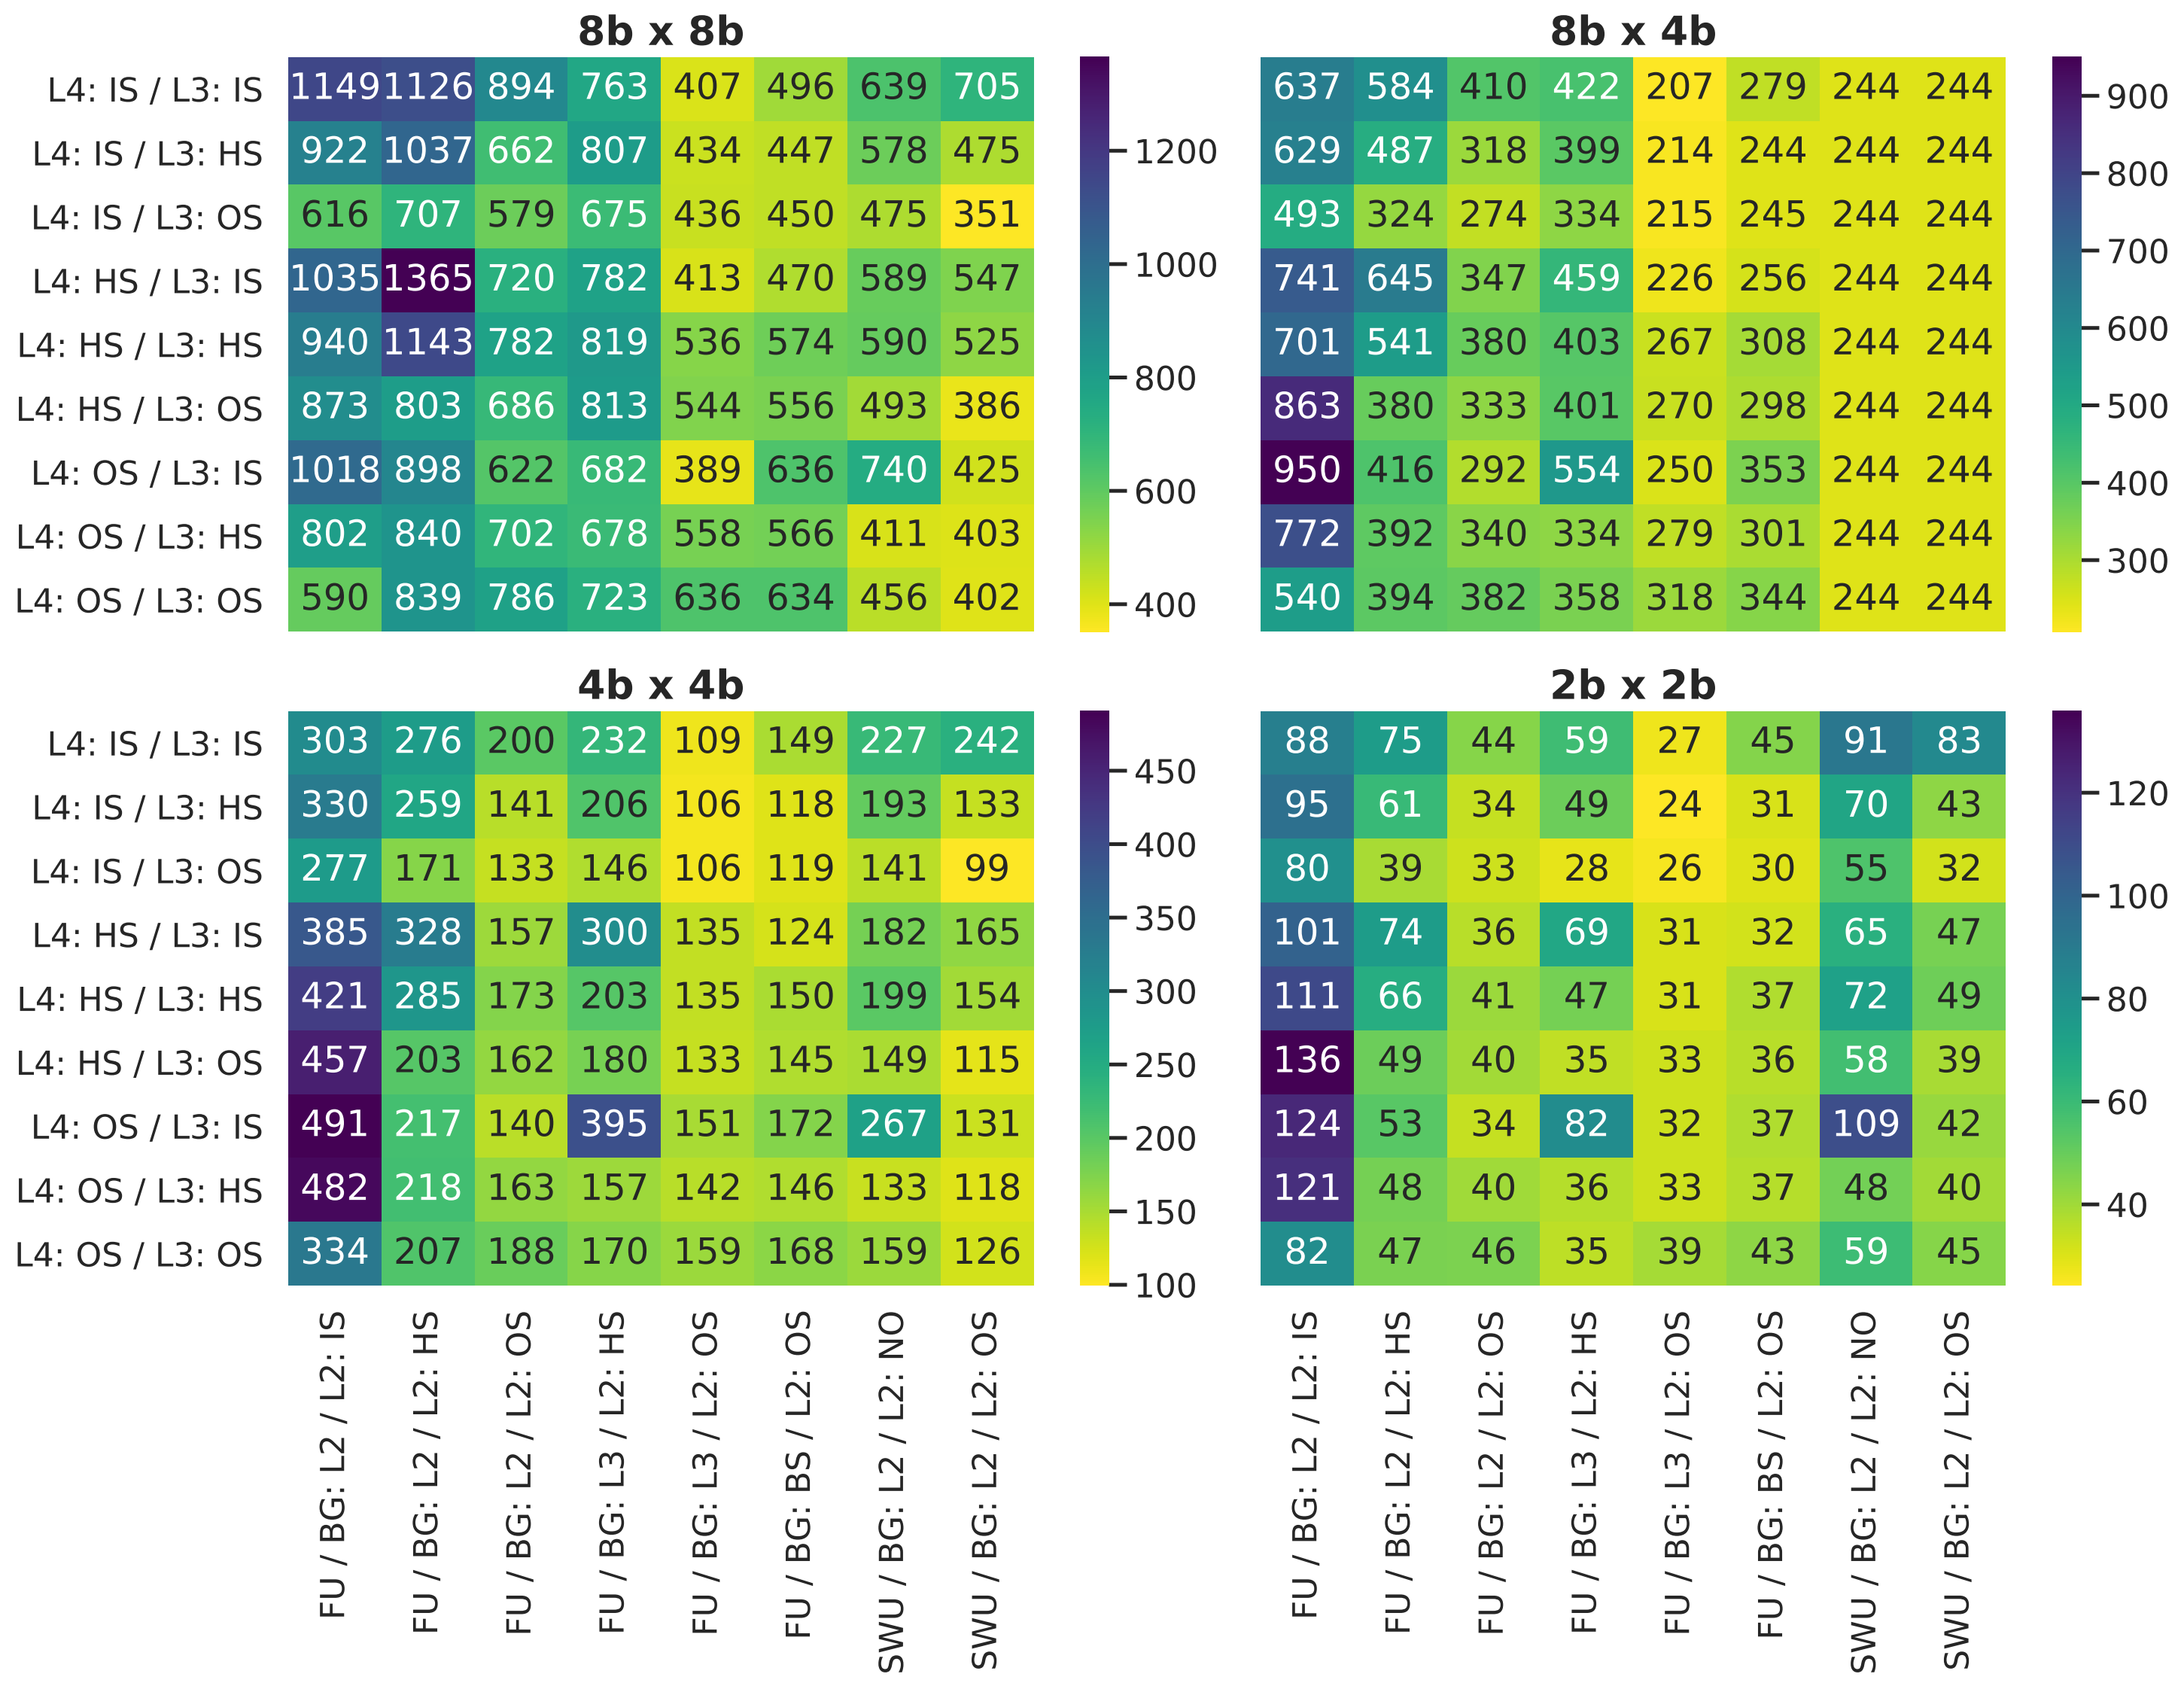 8b x 8b
L4: IS / L3: IS 1149 1126 894 763 407 496 639 705
L4: IS / L3: HS 922 1037 662 807 434 447 578 475
L4: IS / L3: OS 616 707 579 675 436 450 475 351
L4: HS / L3: IS 1035 1365 720 782 413 470 589 547
L4: HS / L3: HS 940 1143 782 819 536 574 590 525
L4: HS / L3: OS 873 803 686 813 544 556 493 386
L4: OS / L3: IS 1018 898 622 682 389 636 740 425
L4: OS / L3: HS 802 840 702 678 558 566 411 403
L4: OS / L3: OS 590 839 786 723 636 634 456 402
1200
1000
800
600
400
8b x 4b
637 584 410 422 207 279 244 244
629 487 318 399 214 244 244 244
493 324 274 334 215 245 244 244
741 645 347 459 226 256 244 244
701 541 380 403 267 308 244 244
863 380 333 401 270 298 244 244
950 416 292 554 250 353 244 244
772 392 340 334 279 301 244 244
540 394 382 358 318 344 244 244
900
800
700
600
500
400
300
4b x 4b
L4: IS / L3: IS 303 276 200 232 109 149 227 242
L4: IS / L3: HS 330 259 141 206 106 118 193 133
L4: IS / L3: OS 277 171 133 146 106 119 141 99
L4: HS / L3: IS 385 328 157 300 135 124 182 165
L4: HS / L3: HS 421 285 173 203 135 150 199 154
L4: HS / L3: OS 457 203 162 180 133 145 149 115
L4: OS / L3: IS 491 217 140 395 151 172 267 131
L4: OS / L3: HS 482 218 163 157 142 146 133 118
L4: OS / L3: OS 334 207 188 170 159 168 159 126
450
400
350
300
250
200
150
100
FU / BG: L2 / L2: IS
FU / BG: L2 / L2: HS
FU / BG: L2 / L2: OS
FU / BG: L3 / L2: HS
FU / BG: L3 / L2: OS
FU / BG: BS / L2: OS
SWU / BG: L2 / L2: NO
SWU / BG: L2 / L2: OS
2b x 2b
88 75 44 59 27 45 91 83
95 61 34 49 24 31 70 43
80 39 33 28 26 30 55 32
101 74 36 69 31 32 65 47
111 66 41 47 31 37 72 49
136 49 40 35 33 36 58 39
124 53 34 82 32 37 109 42
121 48 40 36 33 37 48 40
82 47 46 35 39 43 59 45
120
100
80
60
40
FU / BG: L2 / L2: IS
FU / BG: L2 / L2: HS
FU / BG: L2 / L2: OS
FU / BG: L3 / L2: HS
FU / BG: L3 / L2: OS
FU / BG: BS / L2: OS
SWU / BG: L2 / L2: NO
SWU / BG: L2 / L2: OS